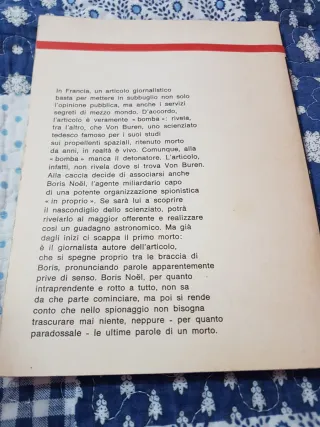 In Francia, un articolo giornalistico
basta per mettere in subbuglio non solo
l'opinione pubblica, ma anche i servizi
segreti di mezzo mondo. D'accordo,
l'articolo è veramente «bomba»: rivela,
fra l'altro, che Von Buren, uno scienziato
tedesco famoso per i suoi studi
sui propellenti spaziali, ritenuto morto
da anni, in realtà è vivo. Comunque, alla
«bomba» manca il detonatore. L'articolo,
infatti, non rivela dove si trova Von Buren.
Alla caccia decide di associarsi anche
Boris Noël, l'agente miliardario capo
di una potente organizzazione spionistica
«in proprio». Se sarà lui a scoprire
il nascondiglio dello scienziato, potrà
rivelarlo al maggior offerente e realizzare
così un guadagno astronomico. Ma già
dagli inizi ci scappa il primo morto:
è il giornalista autore dell'articolo,
che si spegne proprio tra le braccia di
Boris, pronunciando parole apparentemente
prive di senso. Boris Noël, per quanto
intraprendente e rotto a tutto, non sa
da che parte cominciare, ma poi si rende
conto che nello spionaggio non bisogna
trascurare mai niente, neppure - per quanto
paradossale - le ultime parole di un morto.